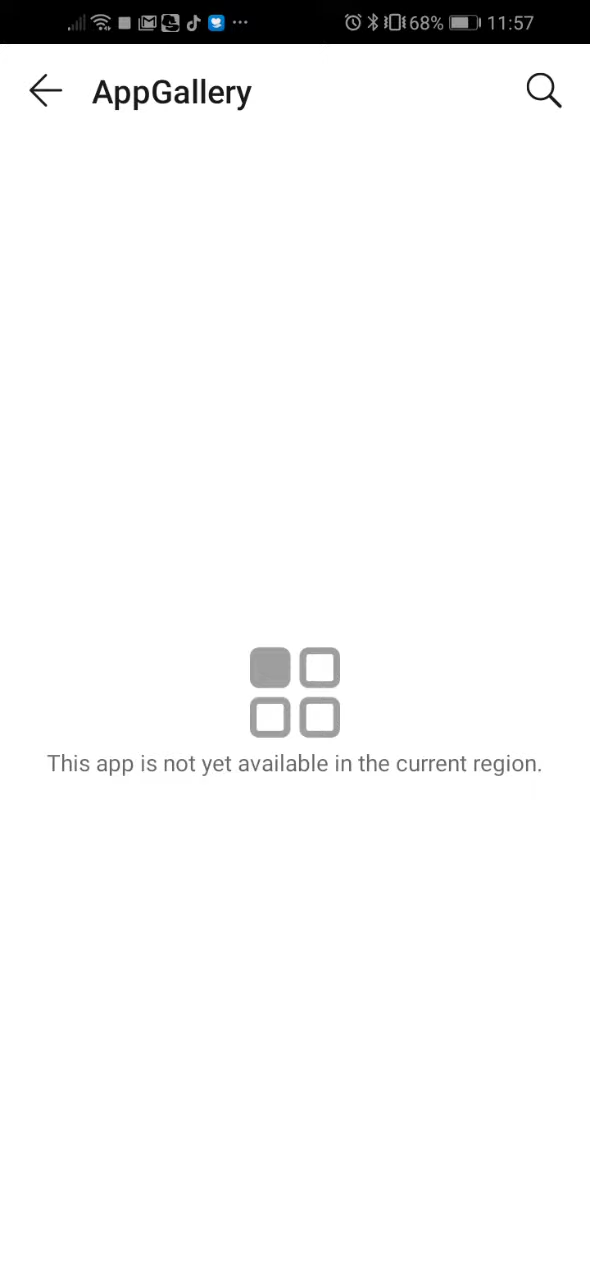 68% 11:57
AppGallery
This app is not yet available in the current region.